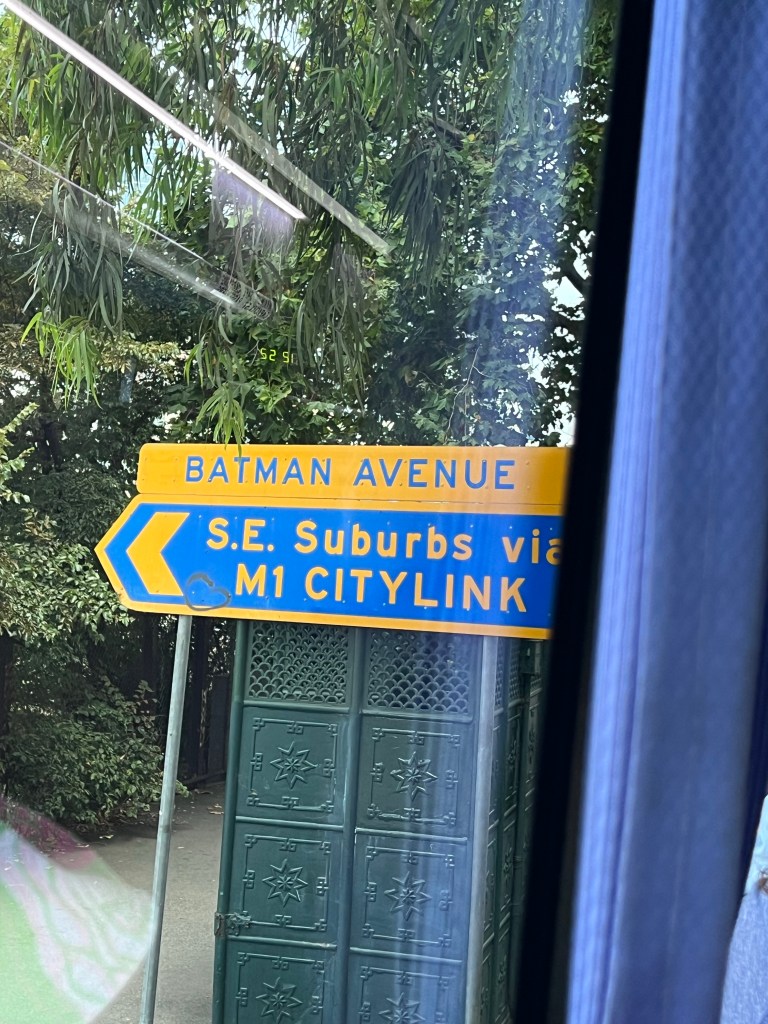 BATMAN AVENUE
S.E. Suburbs via
M1 CITYLINK